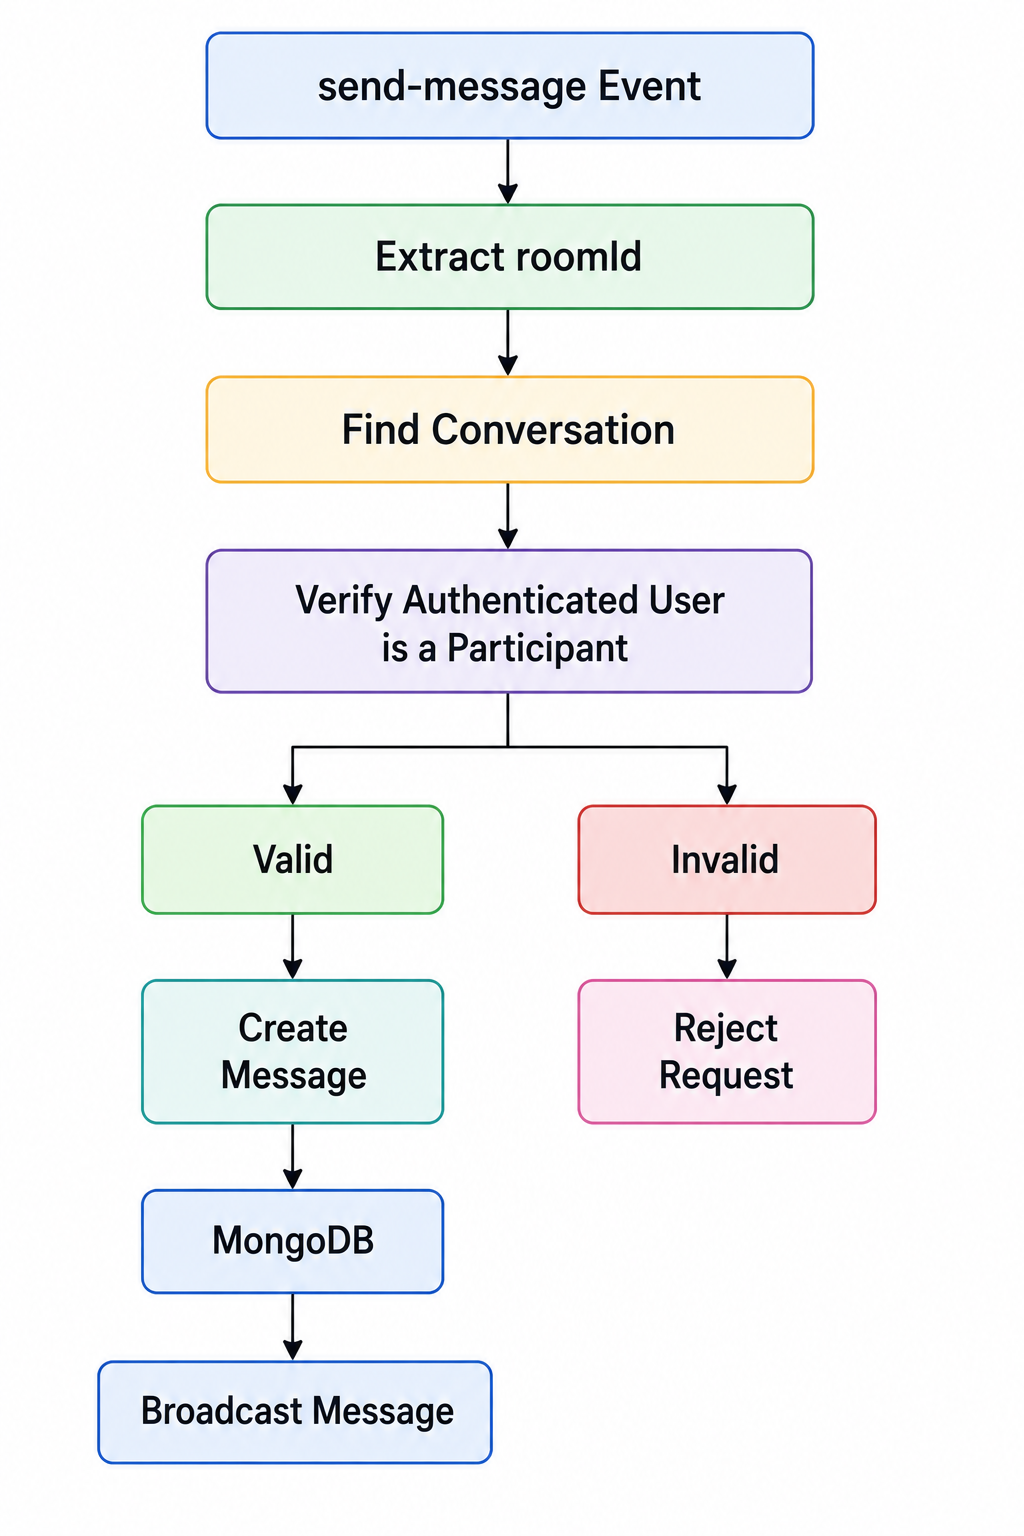 send-message Event
Extract roomId
Find Conversation
Verify Authenticated User
is a Participant
Valid
Invalid
Create
Message
Reject
Request
MongoDB
Broadcast Message